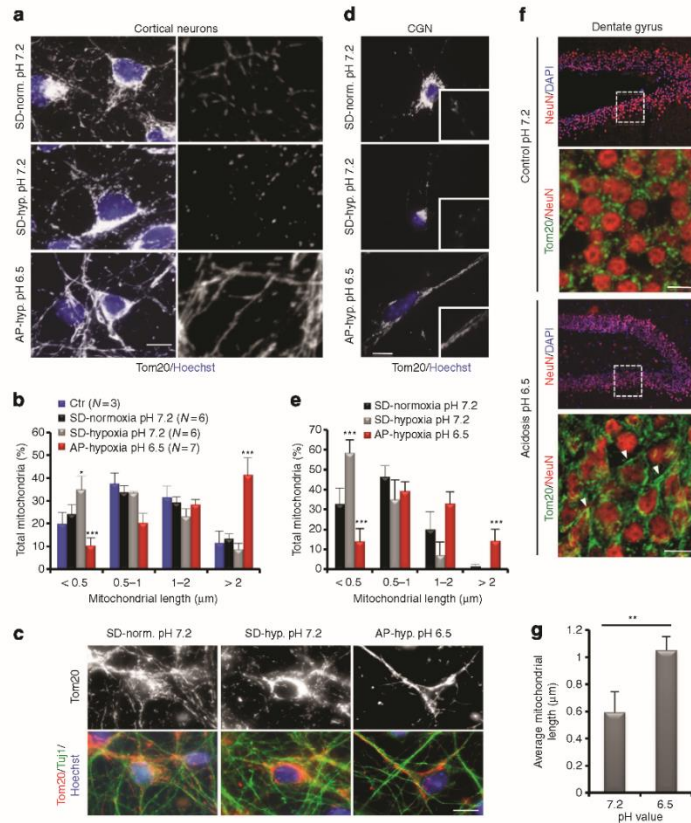 a
Cortical neurons
SD-norm. pH 7.2
SD-hyp. pH 7.2
AP-hyp. pH 6.5
Tom20/Hoechst
b
Ctr (N=3)
SD-normoxia pH 7.2 (N=6)
SD-hypoxia pH 7.2 (N=6)
AP-hypoxia pH 6.5 (N=7)
Total mitochondria (%)
60
50
40
30
20
10
0
*
***
***
< 0.5
0.5–1
1–2
> 2
Mitochondrial length (µm)
c
SD-norm. pH 7.2
SD-hyp. pH 7.2
AP-hyp. pH 6.5
Tom20
Tom20/Tuj1/
Hoechst
d
CGN
SD-norm. pH 7.2
SD-hyp. pH 7.2
AP-hyp. pH 6.5
Tom20/Hoechst
e
SD-normoxia pH 7.2
SD-hypoxia pH 7.2
AP-hypoxia pH 6.5
Total mitochondria (%)
70
60
50
40
30
20
10
0
***
***
***
< 0.5
0.5–1
1–2
> 2
Mitochondrial length (µm)
f
Dentate gyrus
Control pH 7.2
NeuN/DAPI
Tom20/NeuN
Acidosis pH 6.5
NeuN/DAPI
Tom20/NeuN
g
**
Average mitochondrial
length (µm)
1.2
1
0.8
0.6
0.4
0.2
0
7.2
6.5
pH value